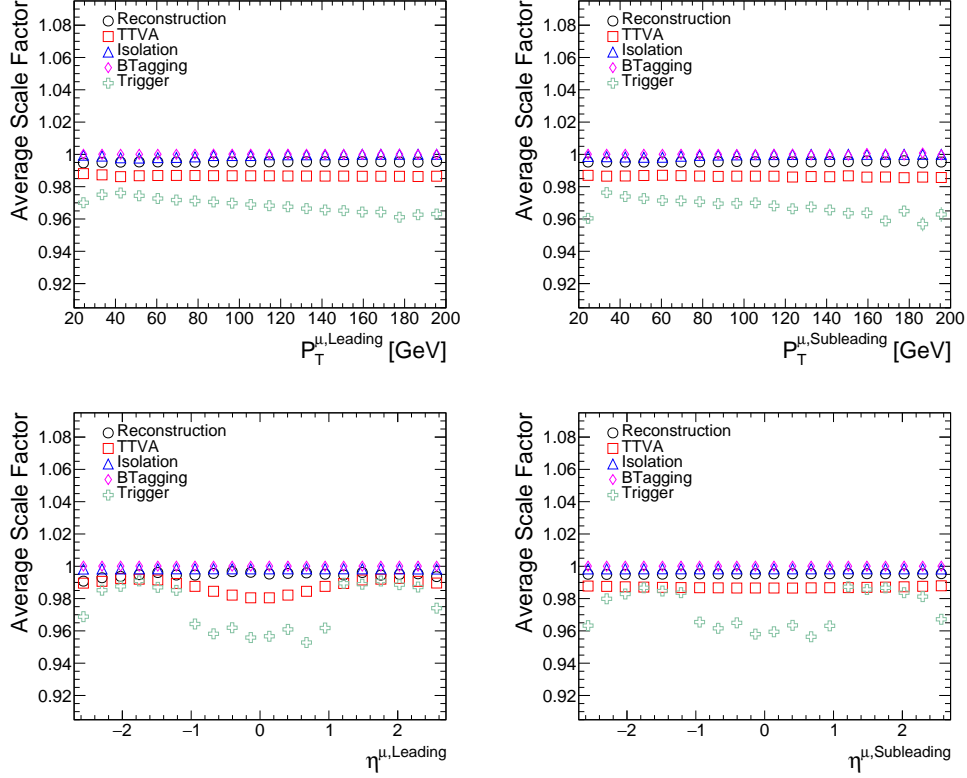 Average Scale Factor
1.08
1.06
1.04
1.02
1
0.98
0.96
0.94
0.92
Reconstruction
TTVA
Isolation
BTagging
Trigger
20 40 60 80 100 120 140 160 180 200
P_T^{μ,Leading} [GeV]
Average Scale Factor
1.08
1.06
1.04
1.02
1
0.98
0.96
0.94
0.92
Reconstruction
TTVA
Isolation
BTagging
Trigger
20 40 60 80 100 120 140 160 180 200
P_T^{μ,Subleading} [GeV]
Average Scale Factor
1.08
1.06
1.04
1.02
1
0.98
0.96
0.94
0.92
Reconstruction
TTVA
Isolation
BTagging
Trigger
−2 −1 0 1 2
η^{μ,Leading}
Average Scale Factor
1.08
1.06
1.04
1.02
1
0.98
0.96
0.94
0.92
Reconstruction
TTVA
Isolation
BTagging
Trigger
−2 −1 0 1 2
η^{μ,Subleading}